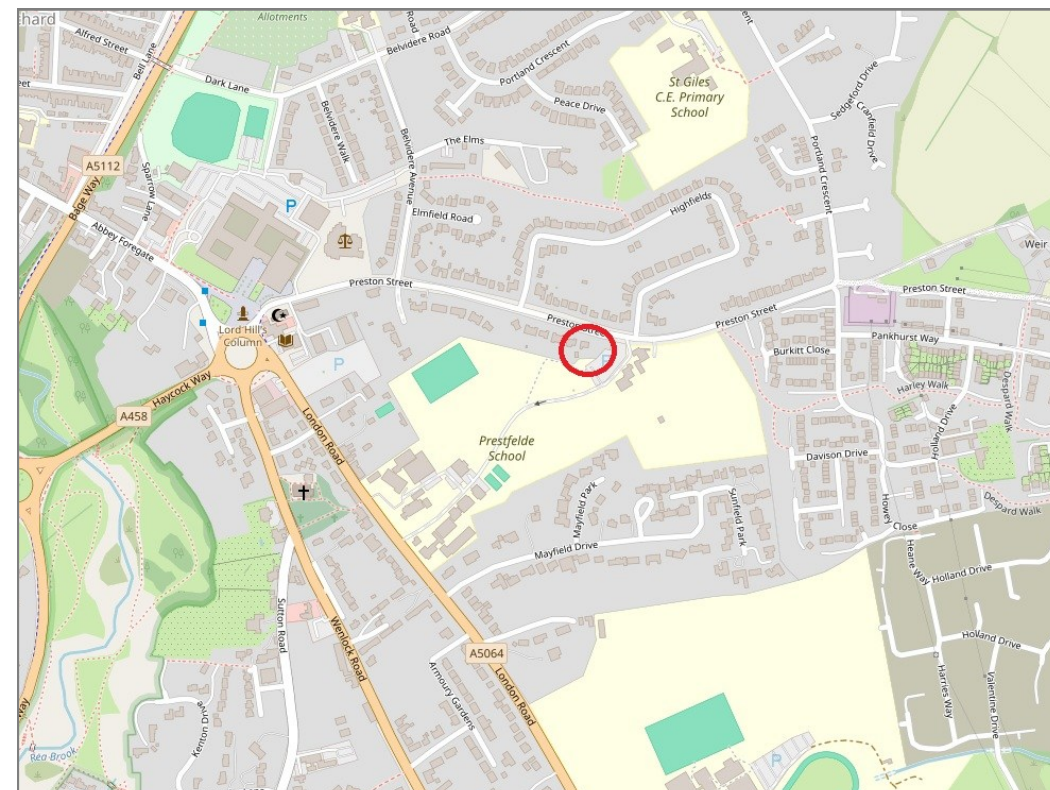 chard
Allotments
Alfred Street
Bell Lane
Road
Belvidere Road
Portland Crescent
Dark Lane
Peace Drive
St Giles
C.E. Primary
School
Sedgeford Drive
Cranfield Drive
Belvidere Walk
Belvidere Avenue
The Elms
Portland Crescent
A5112
Bage Way
Sparrow Lane
Abbey Foregate
P
Elmfield Road
Highfields
Weir
Preston Street
Preston Street
Preston Street
Preston Street
Lord Hill's
Column
P
P
Pankhurst Way
Burkitt Close
Harley Walk
Despard Walk
Haycock Way
A458
London Road
Prestfelde
School
Holland Drive
Davison Drive
Mayfield Park
Sunfield Park
Despard Walk
Howey
Close
Mayfield Drive
Heane Way
Holland Drive
Sutton Road
Wenlock Road
Holland Drive
A5064
London Road
Armoury Gardens
Harries Way
Valentine Drive
Kenton Drive
Way
Rea Brook
P